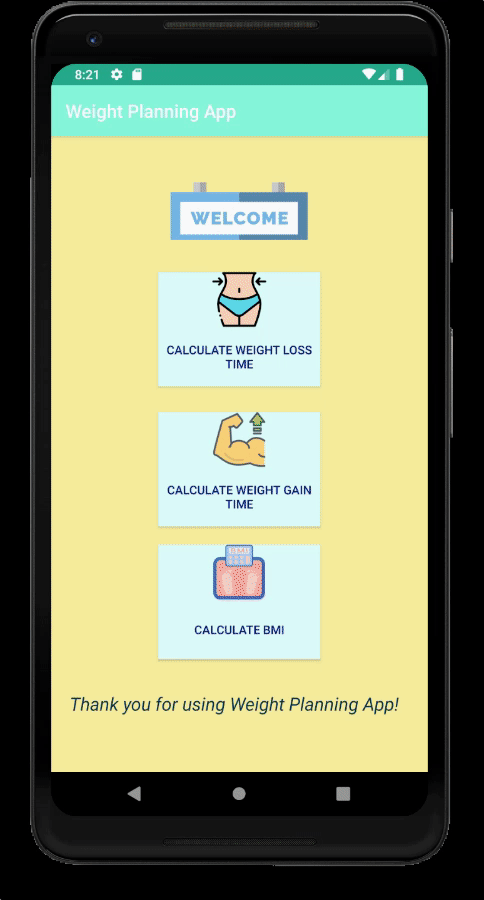 8:21
Weight Planning App
WELCOME
CALCULATE WEIGHT LOSS
TIME
CALCULATE WEIGHT GAIN
TIME
BMI
CALCULATE BMI
Thank you for using Weight Planning App!